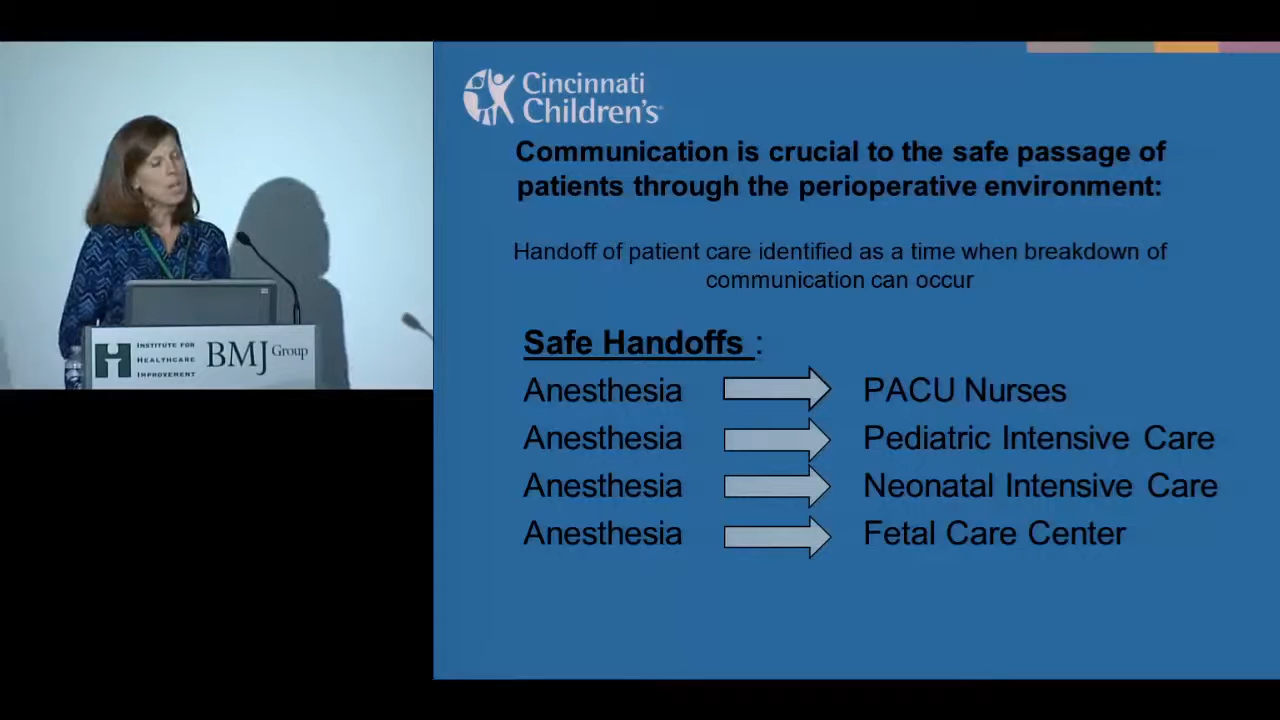 Cincinnati
Children's
Communication is crucial to the safe passage of
patients through the perioperative environment:
Handoff of patient care identified as a time when breakdown of
communication can occur
Safe Handoffs :
Anesthesia PACU Nurses
Anesthesia Pediatric Intensive Care
Anesthesia Neonatal Intensive Care
Anesthesia Fetal Care Center
INSTITUTE FOR
HEALTHCARE
IMPROVEMENT
BMJ Group